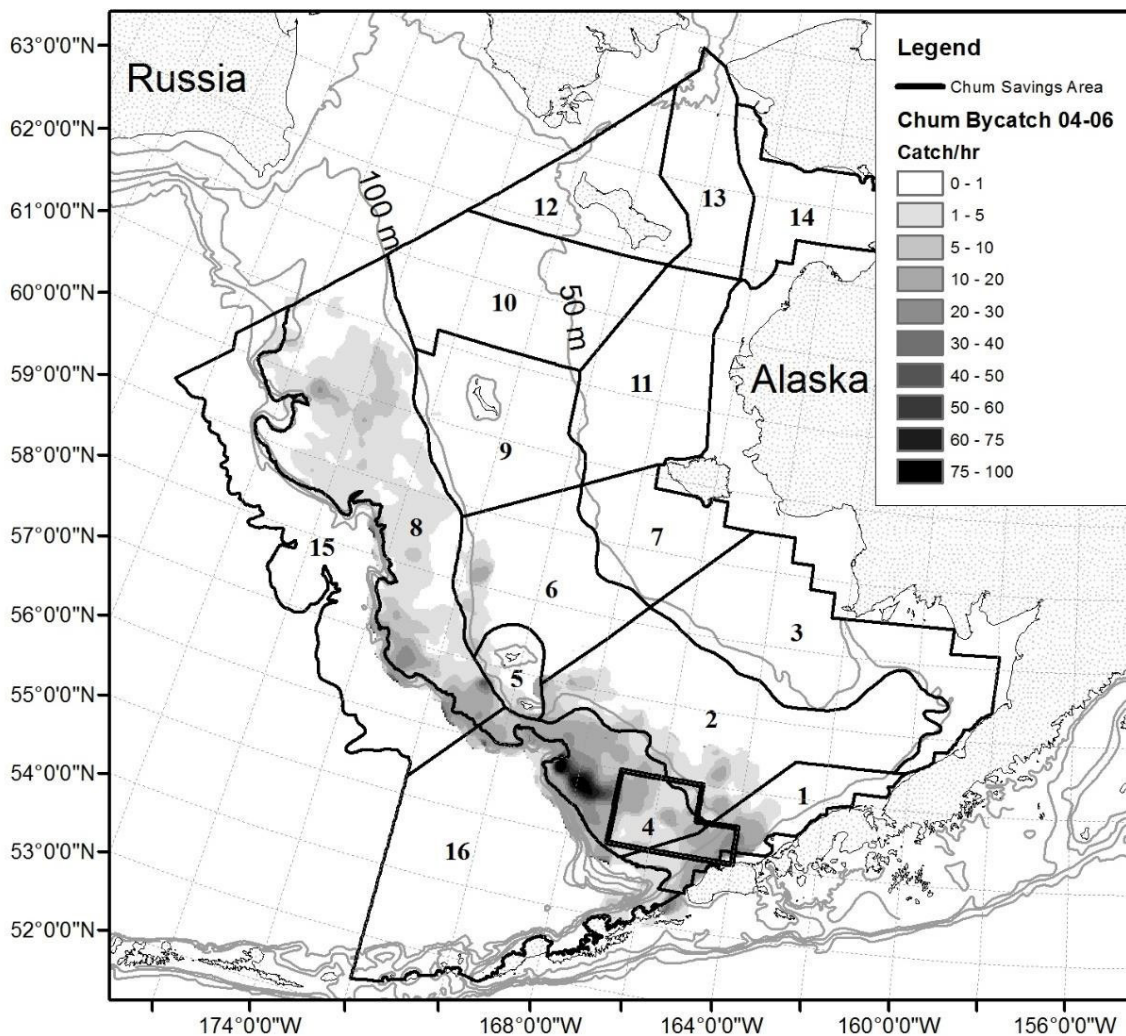 63°0'0"N
62°0'0"N
61°0'0"N
60°0'0"N
59°0'0"N
58°0'0"N
57°0'0"N
56°0'0"N
55°0'0"N
54°0'0"N
53°0'0"N
52°0'0"N
Russia
Alaska
100 m
50 m
12
13
14
10
11
9
8
15
7
6
3
5
2
1
4
16
Legend
Chum Savings Area
Chum Bycatch 04-06
Catch/hr
0 - 1
1 - 5
5 - 10
10 - 20
20 - 30
30 - 40
40 - 50
50 - 60
60 - 75
75 - 100
174°0'0"W
168°0'0"W
164°0'0"W
160°0'0"W
156°0'0"W